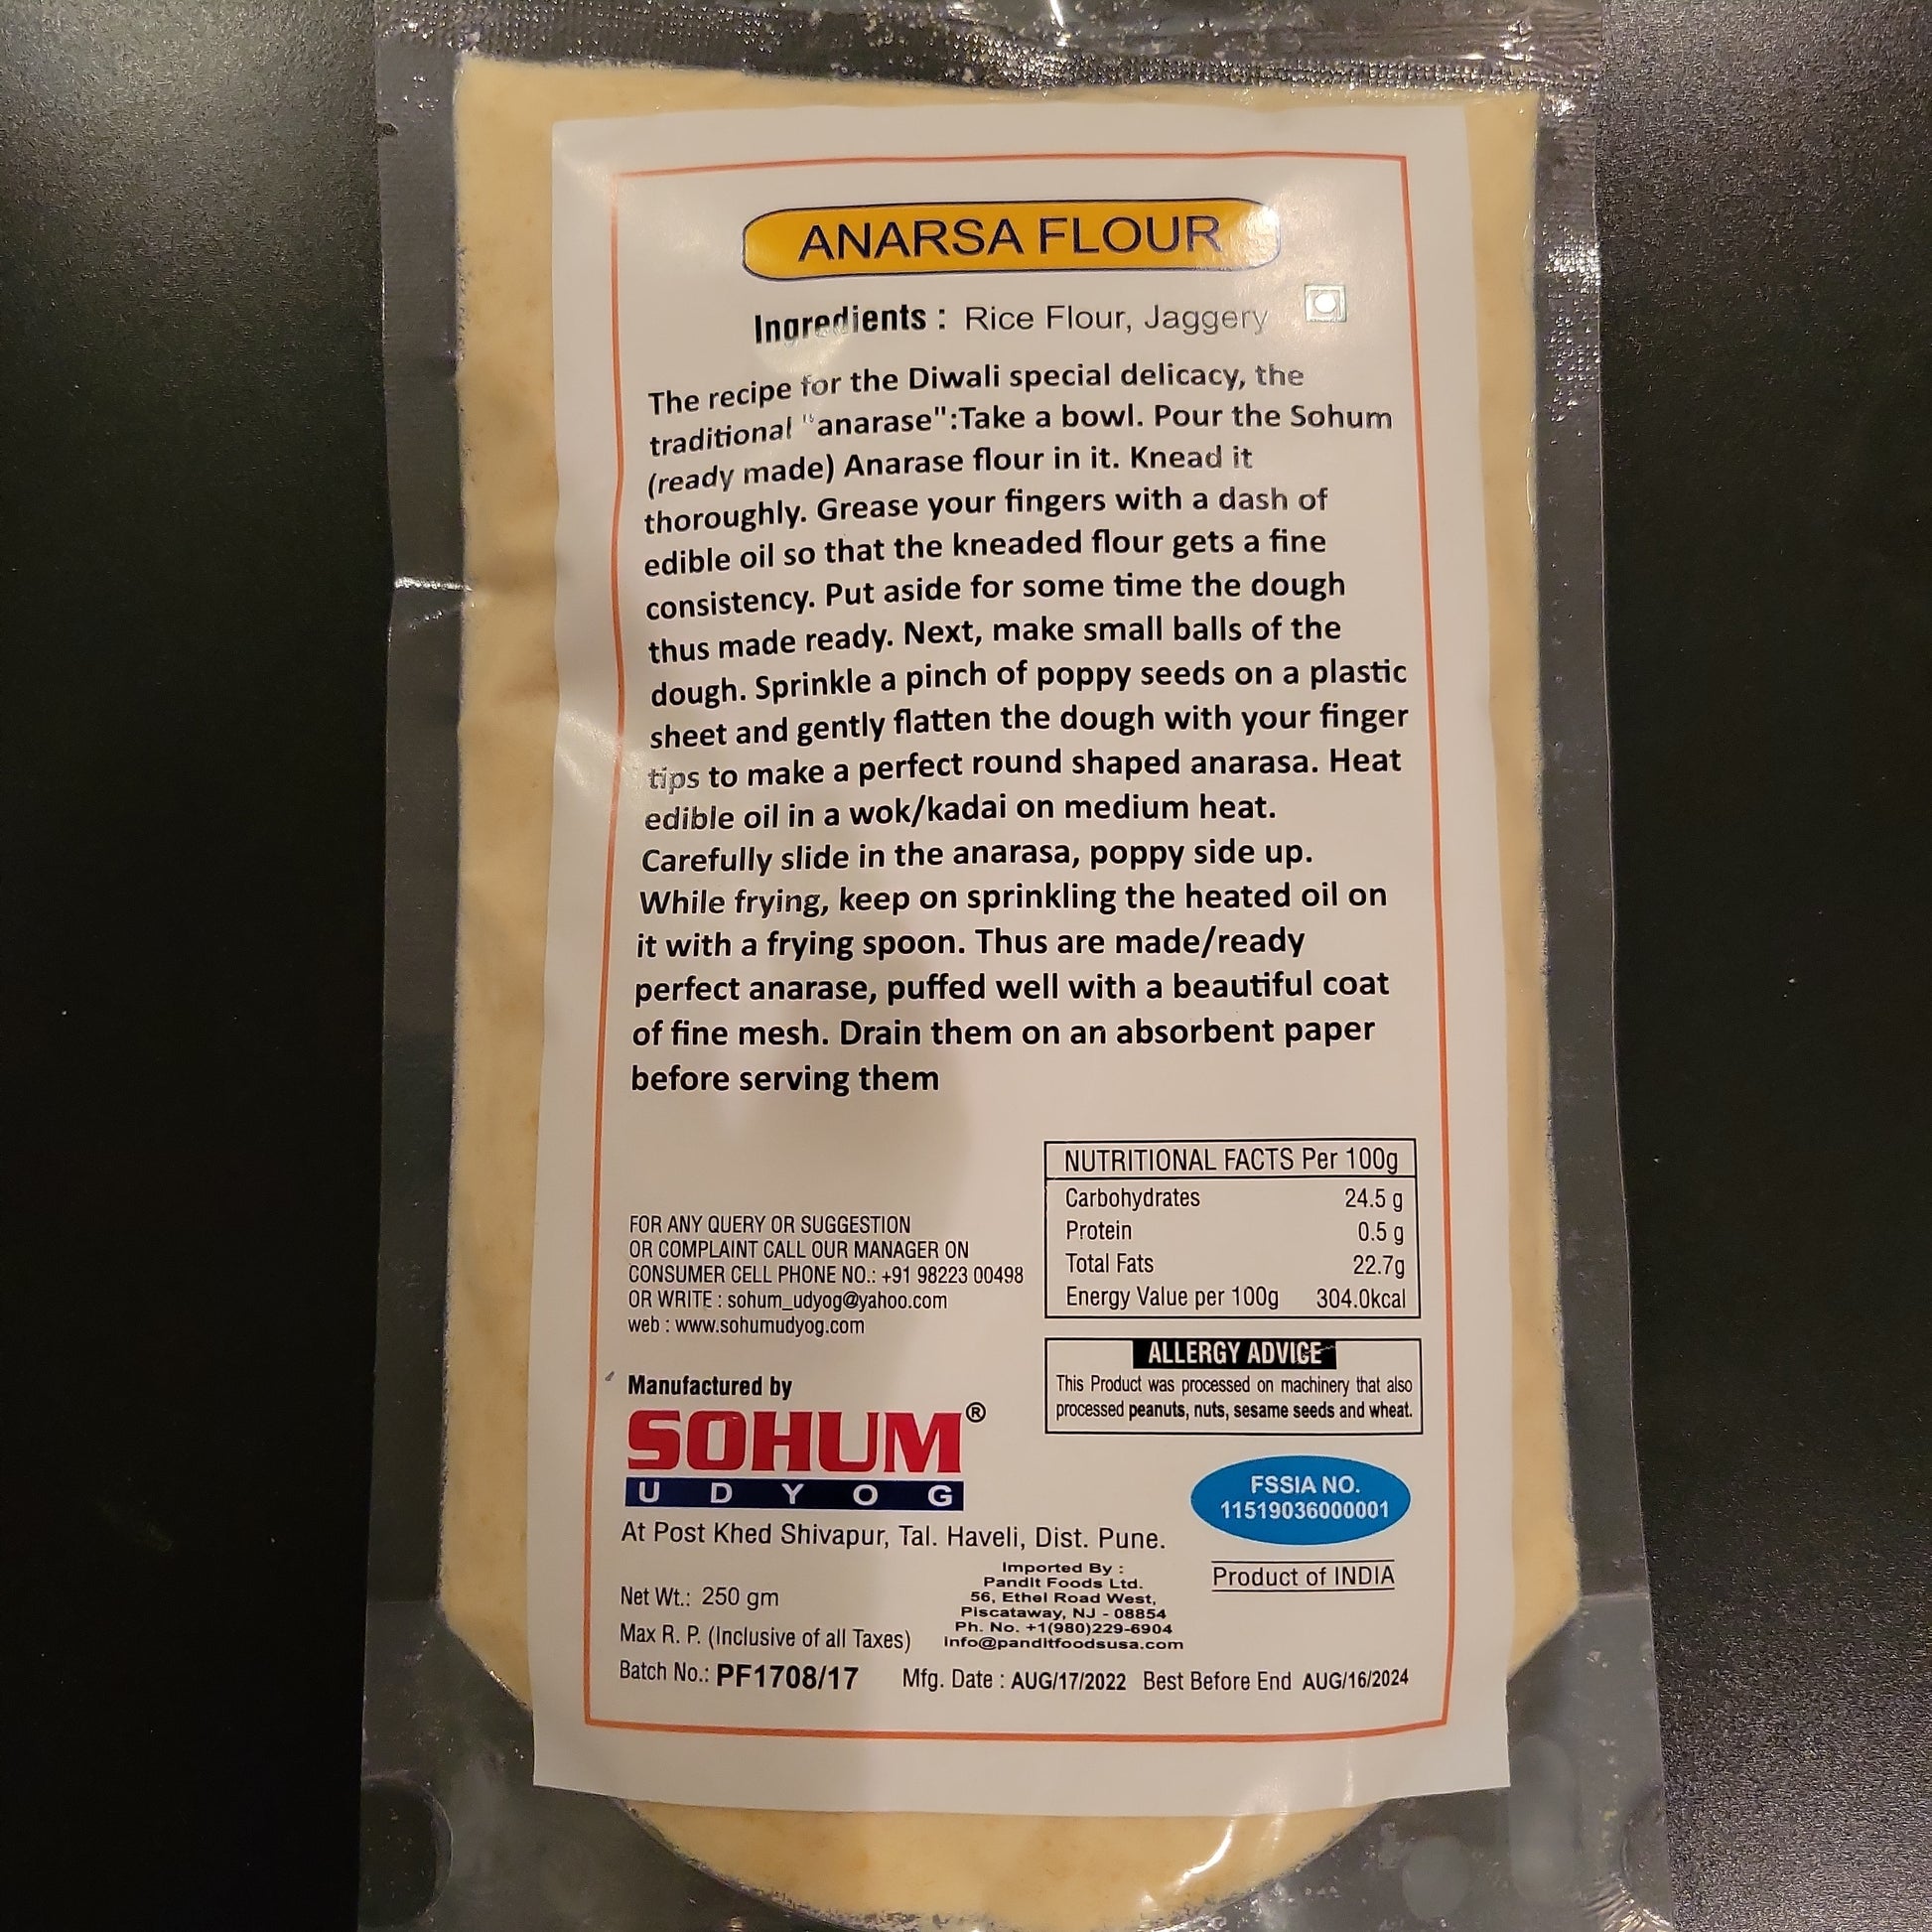 ANARSA FLOUR
Ingredients : Rice Flour, Jaggery
The recipe for the Diwali special delicacy, the
traditional "anarase":Take a bowl. Pour the Sohum
(ready made) Anarase flour in it. Knead it
thoroughly. Grease your fingers with a dash of
edible oil so that the kneaded flour gets a fine
consistency. Put aside for some time the dough
thus made ready. Next, make small balls of the
dough. Sprinkle a pinch of poppy seeds on a plastic
sheet and gently flatten the dough with your finger
tips to make a perfect round shaped anarasa. Heat
edible oil in a wok/kadai on medium heat.
Carefully slide in the anarasa, poppy side up.
While frying, keep on sprinkling the heated oil on
it with a frying spoon. Thus are made/ready
perfect anarase, puffed well with a beautiful coat
of fine mesh. Drain them on an absorbent paper
before serving them
NUTRITIONAL FACTS Per 100g
Carbohydrates 24.5 g
Protein 0.5 g
Total Fats 22.7g
Energy Value per 100g 304.0kcal
FOR ANY QUERY OR SUGGESTION
OR COMPLAINT CALL OUR MANAGER ON
CONSUMER CELL PHONE NO.: +91 98223 00498
OR WRITE : sohum_udyog@yahoo.com
web : www.sohumudyog.com
ALLERGY ADVICE
This Product was processed on machinery that also
processed peanuts, nuts, sesame seeds and wheat.
Manufactured by
SOHUM®
UDYOG
At Post Khed Shivapur, Tal. Haveli, Dist. Pune.
FSSIA NO.
11519036000001
Product of INDIA
Imported By :
Pandit Foods Ltd.
56, Ethel Road West,
Piscataway, NJ - 08854
Ph. No. +1(980)229-6904
info@panditfoodsusa.com
Net Wt.: 250 gm
Max R. P. (Inclusive of all Taxes)
Batch No.: PF1708/17 Mfg. Date : AUG/17/2022 Best Before End AUG/16/2024